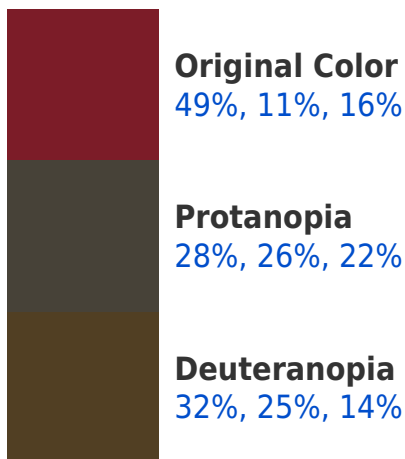 Original Color
49%, 11%, 16%
Protanopia
28%, 26%, 22%
Deuteranopia
32%, 25%, 14%